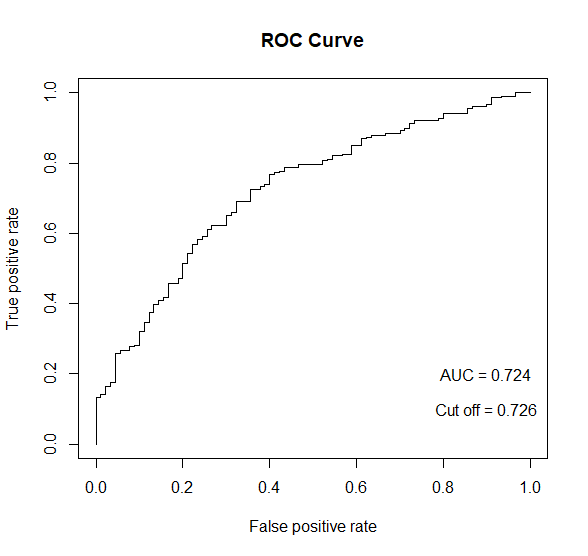 ROC Curve
True positive rate
1.0
0.8
0.6
0.4
0.2
0.0
AUC = 0.724
Cut off = 0.726
0.0 0.2 0.4 0.6 0.8 1.0
False positive rate